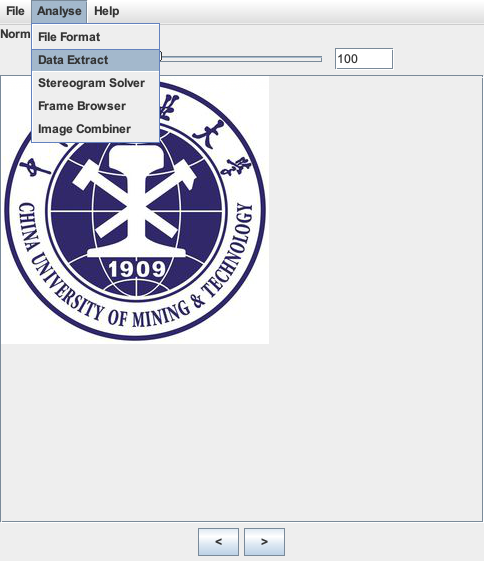 File Analyse Help
Norm
File Format
Data Extract
100
Stereogram Solver
Frame Browser
Image Combiner
大
CHINA UNIVERSITY OF MINING & TECHNOLOGY
1909
< >